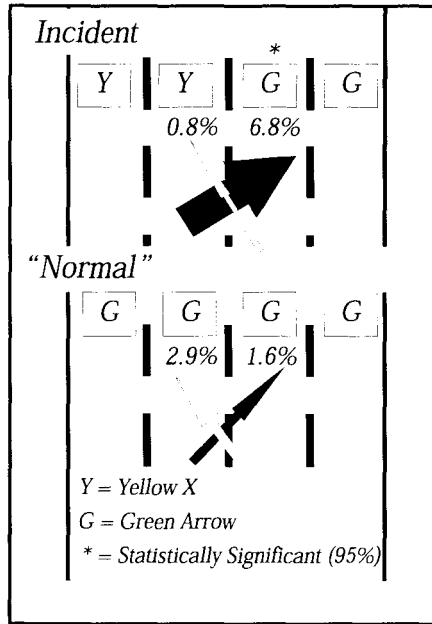 Incident
*
Y Y G G
0.8% 6.8%
“Normal”
G G G G
2.9% 1.6%
Y = Yellow X
G = Green Arrow
* = Statistically Significant (95%)